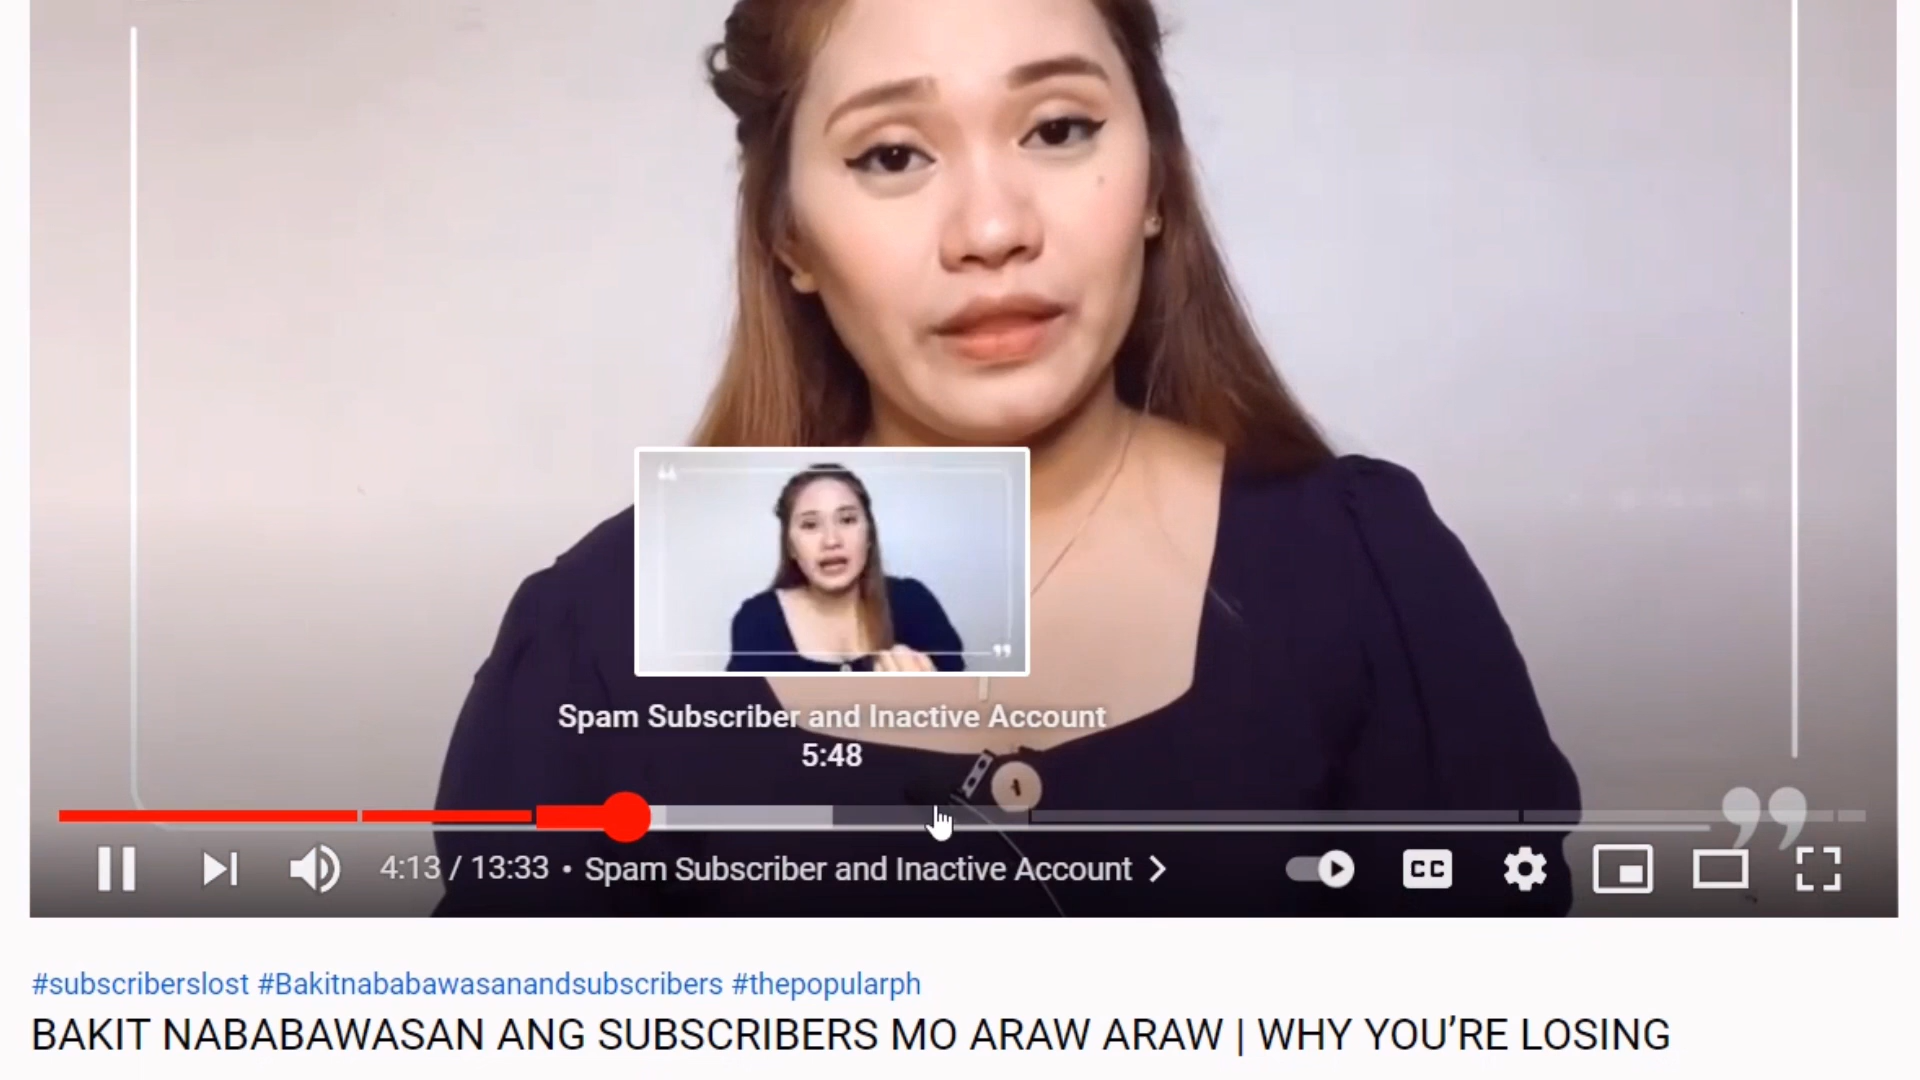 Spam Subscriber and Inactive Account
5:48
4:13 / 13:33 • Spam Subscriber and Inactive Account
CC
#subscriberslost #Bakitnababawasanandsubscribers #thepopularph
BAKIT NABABAWASAN ANG SUBSCRIBERS MO ARAW ARAW | WHY YOU’RE LOSING